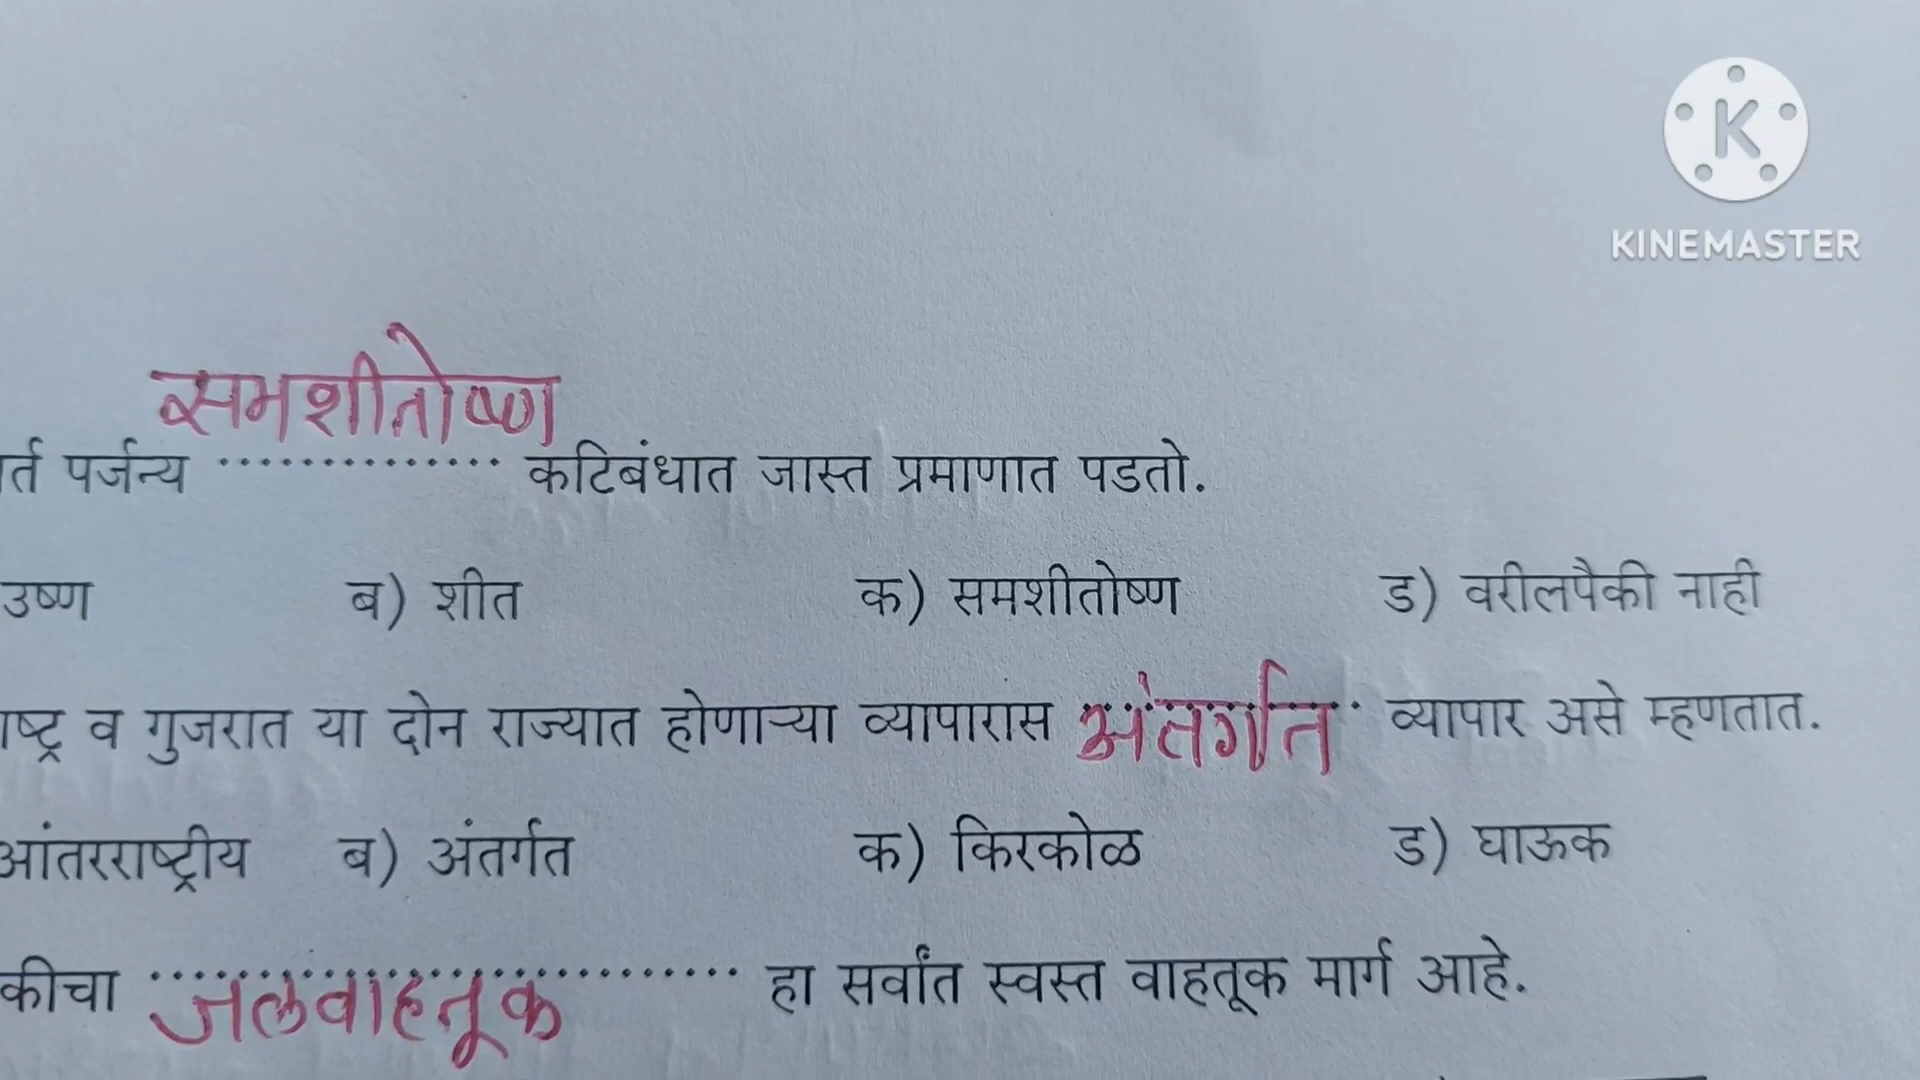 K
KINEMASTER
समशीतोष्ण
र्त पर्जन्य .............. कटिबंधात जास्त प्रमाणात पडतो.
उष्ण ब) शीत क) समशीतोष्ण ड) वरीलपैकी नाही
ष्ट्र व गुजरात या दोन राज्यात होणाऱ्या व्यापारास अंतर्गत व्यापार असे म्हणतात.
आंतरराष्ट्रीय ब) अंतर्गत क) किरकोळ ड) घाऊक
कीचा जलवाहतूक हा सर्वांत स्वस्त वाहतूक मार्ग आहे.